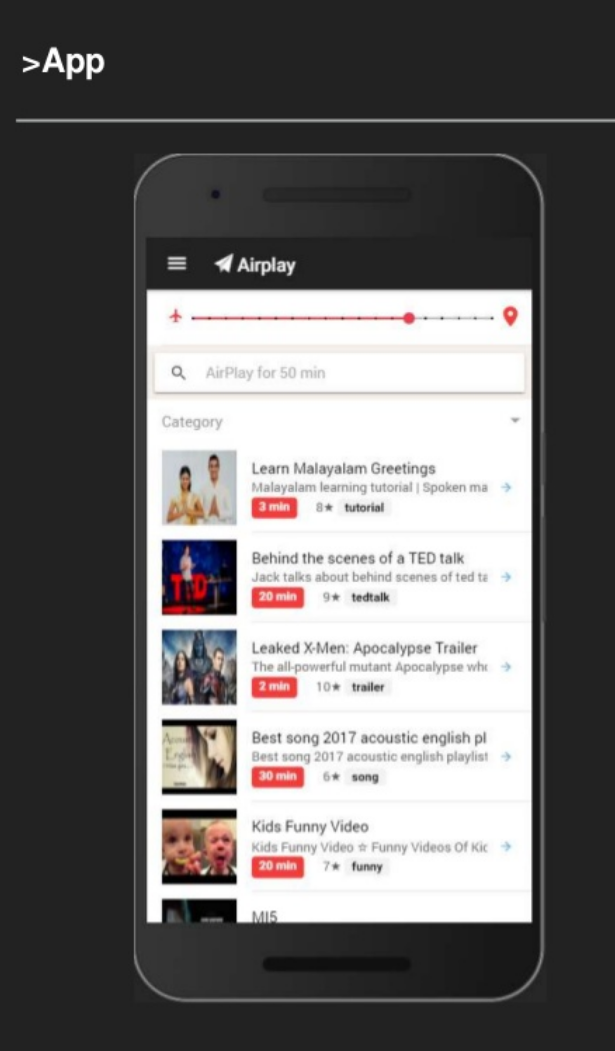 >App
Airplay
AirPlay for 50 min
Category
Learn Malayalam Greetings
Malayalam learning tutorial | Spoken ma
3 min 8★ tutorial
Behind the scenes of a TED talk
Jack talks about behind scenes of ted ta
20 min 9★ tedtalk
TED
Leaked X-Men: Apocalypse Trailer
The all-powerful mutant Apocalypse who
2 min 10★ trailer
Best song 2017 acoustic english pl
Best song 2017 acoustic english playlist
30 min 6★ song
Kids Funny Video
Kids Funny Video ☆ Funny Videos Of Kid
20 min 7★ funny
MI5